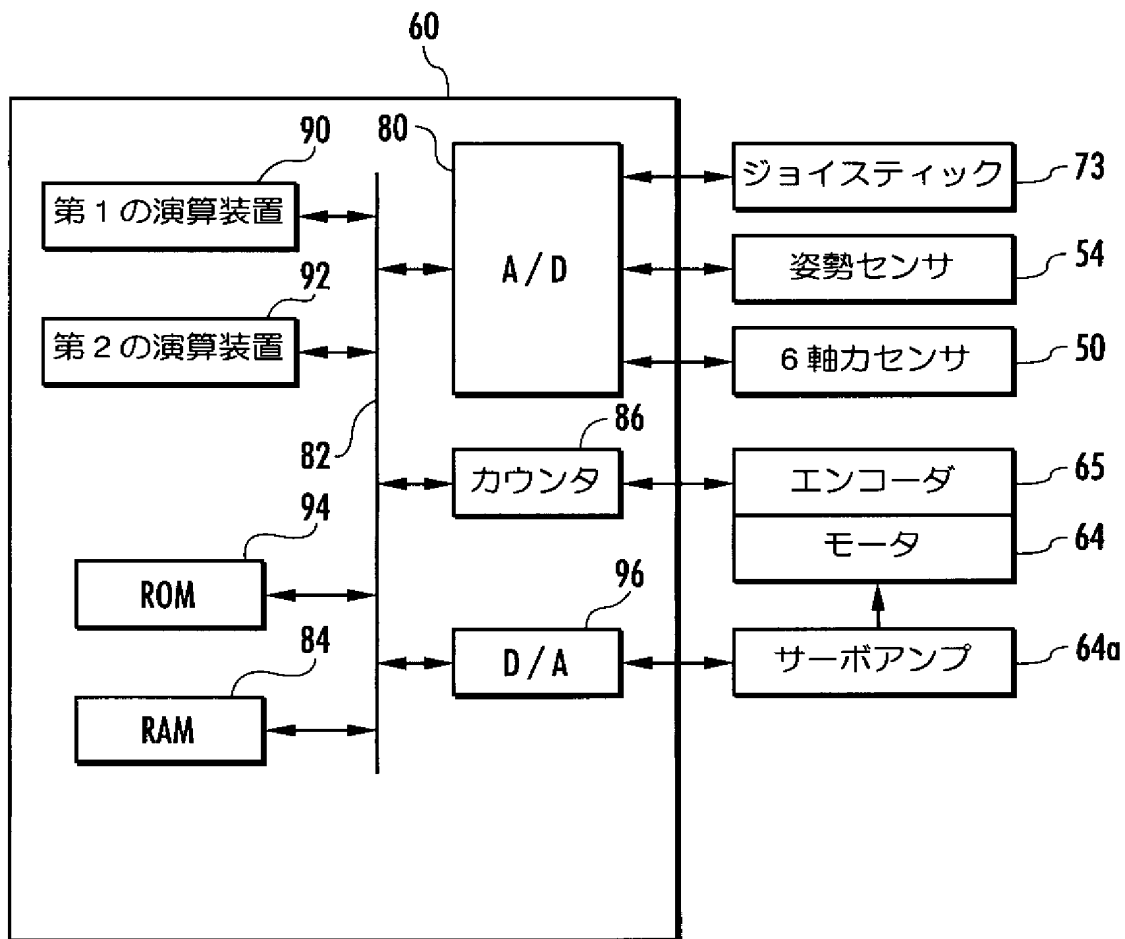 60
90
80
ジョイスティック
73
第1の演算装置
92
A/D
姿勢センサ
54
第2の演算装置
6軸力センサ
50
86
82
カウンタ
エンコーダ
65
94
モータ
64
ROM
96
84
D/A
サーボアンプ
64a
RAM